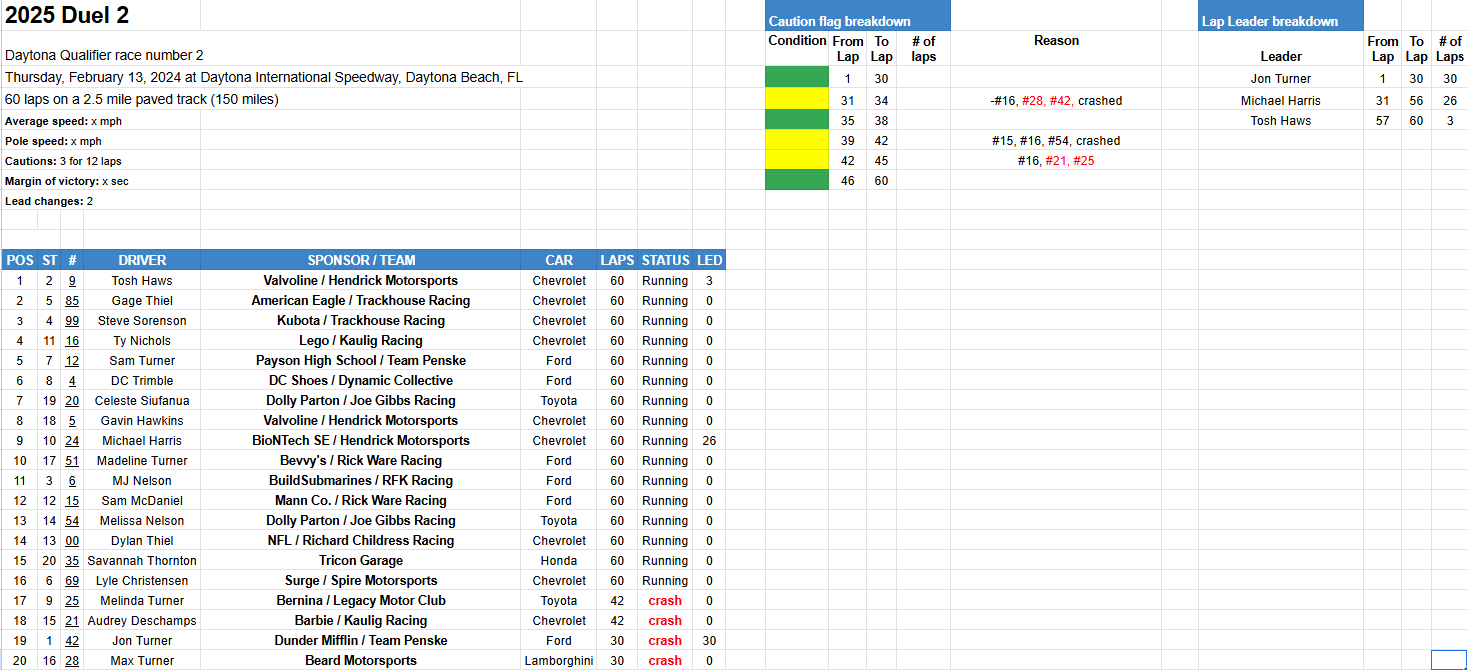 2025 Duel 2
Caution flag breakdown
Lap Leader breakdown
Daytona Qualifier race number 2
Condition From Lap To Lap # of laps Reason
Leader From Lap To Lap # of Laps
Thursday, February 13, 2024 at Daytona International Speedway, Daytona Beach, FL
1 30
Jon Turner 1 30 30
60 laps on a 2.5 mile paved track (150 miles)
31 34 -#16, #28, #42, crashed
Michael Harris 31 56 26
Average speed: x mph
35 38
Tosh Haws 57 60 3
Pole speed: x mph
39 42 #15, #16, #54, crashed
Cautions: 3 for 12 laps
42 45 #16, #21, #25
Margin of victory: x sec
46 60
Lead changes: 2
POS ST # DRIVER SPONSOR / TEAM CAR LAPS STATUS LED
1 2 9 Tosh Haws Valvoline / Hendrick Motorsports Chevrolet 60 Running 3
2 5 85 Gage Thiel American Eagle / Trackhouse Racing Chevrolet 60 Running 0
3 4 99 Steve Sorenson Kubota / Trackhouse Racing Chevrolet 60 Running 0
4 11 16 Ty Nichols Lego / Kaulig Racing Chevrolet 60 Running 0
5 7 12 Sam Turner Payson High School / Team Penske Ford 60 Running 0
6 8 4 DC Trimble DC Shoes / Dynamic Collective Ford 60 Running 0
7 19 20 Celeste Siufanua Dolly Parton / Joe Gibbs Racing Toyota 60 Running 0
8 18 5 Gavin Hawkins Valvoline / Hendrick Motorsports Chevrolet 60 Running 0
9 10 24 Michael Harris BioNTech SE / Hendrick Motorsports Chevrolet 60 Running 26
10 17 51 Madeline Turner Bevvy's / Rick Ware Racing Ford 60 Running 0
11 3 6 MJ Nelson BuildSubmarines / RFK Racing Ford 60 Running 0
12 12 15 Sam McDaniel Mann Co. / Rick Ware Racing Ford 60 Running 0
13 14 54 Melissa Nelson Dolly Parton / Joe Gibbs Racing Toyota 60 Running 0
14 13 00 Dylan Thiel NFL / Richard Childress Racing Chevrolet 60 Running 0
15 20 35 Savannah Thornton Tricon Garage Honda 60 Running 0
16 6 69 Lyle Christensen Surge / Spire Motorsports Chevrolet 60 Running 0
17 9 25 Melinda Turner Bernina / Legacy Motor Club Toyota 42 crash 0
18 15 21 Audrey Deschamps Barbie / Kaulig Racing Chevrolet 42 crash 0
19 1 42 Jon Turner Dunder Mifflin / Team Penske Ford 30 crash 30
20 16 28 Max Turner Beard Motorsports Lamborghini 30 crash 0